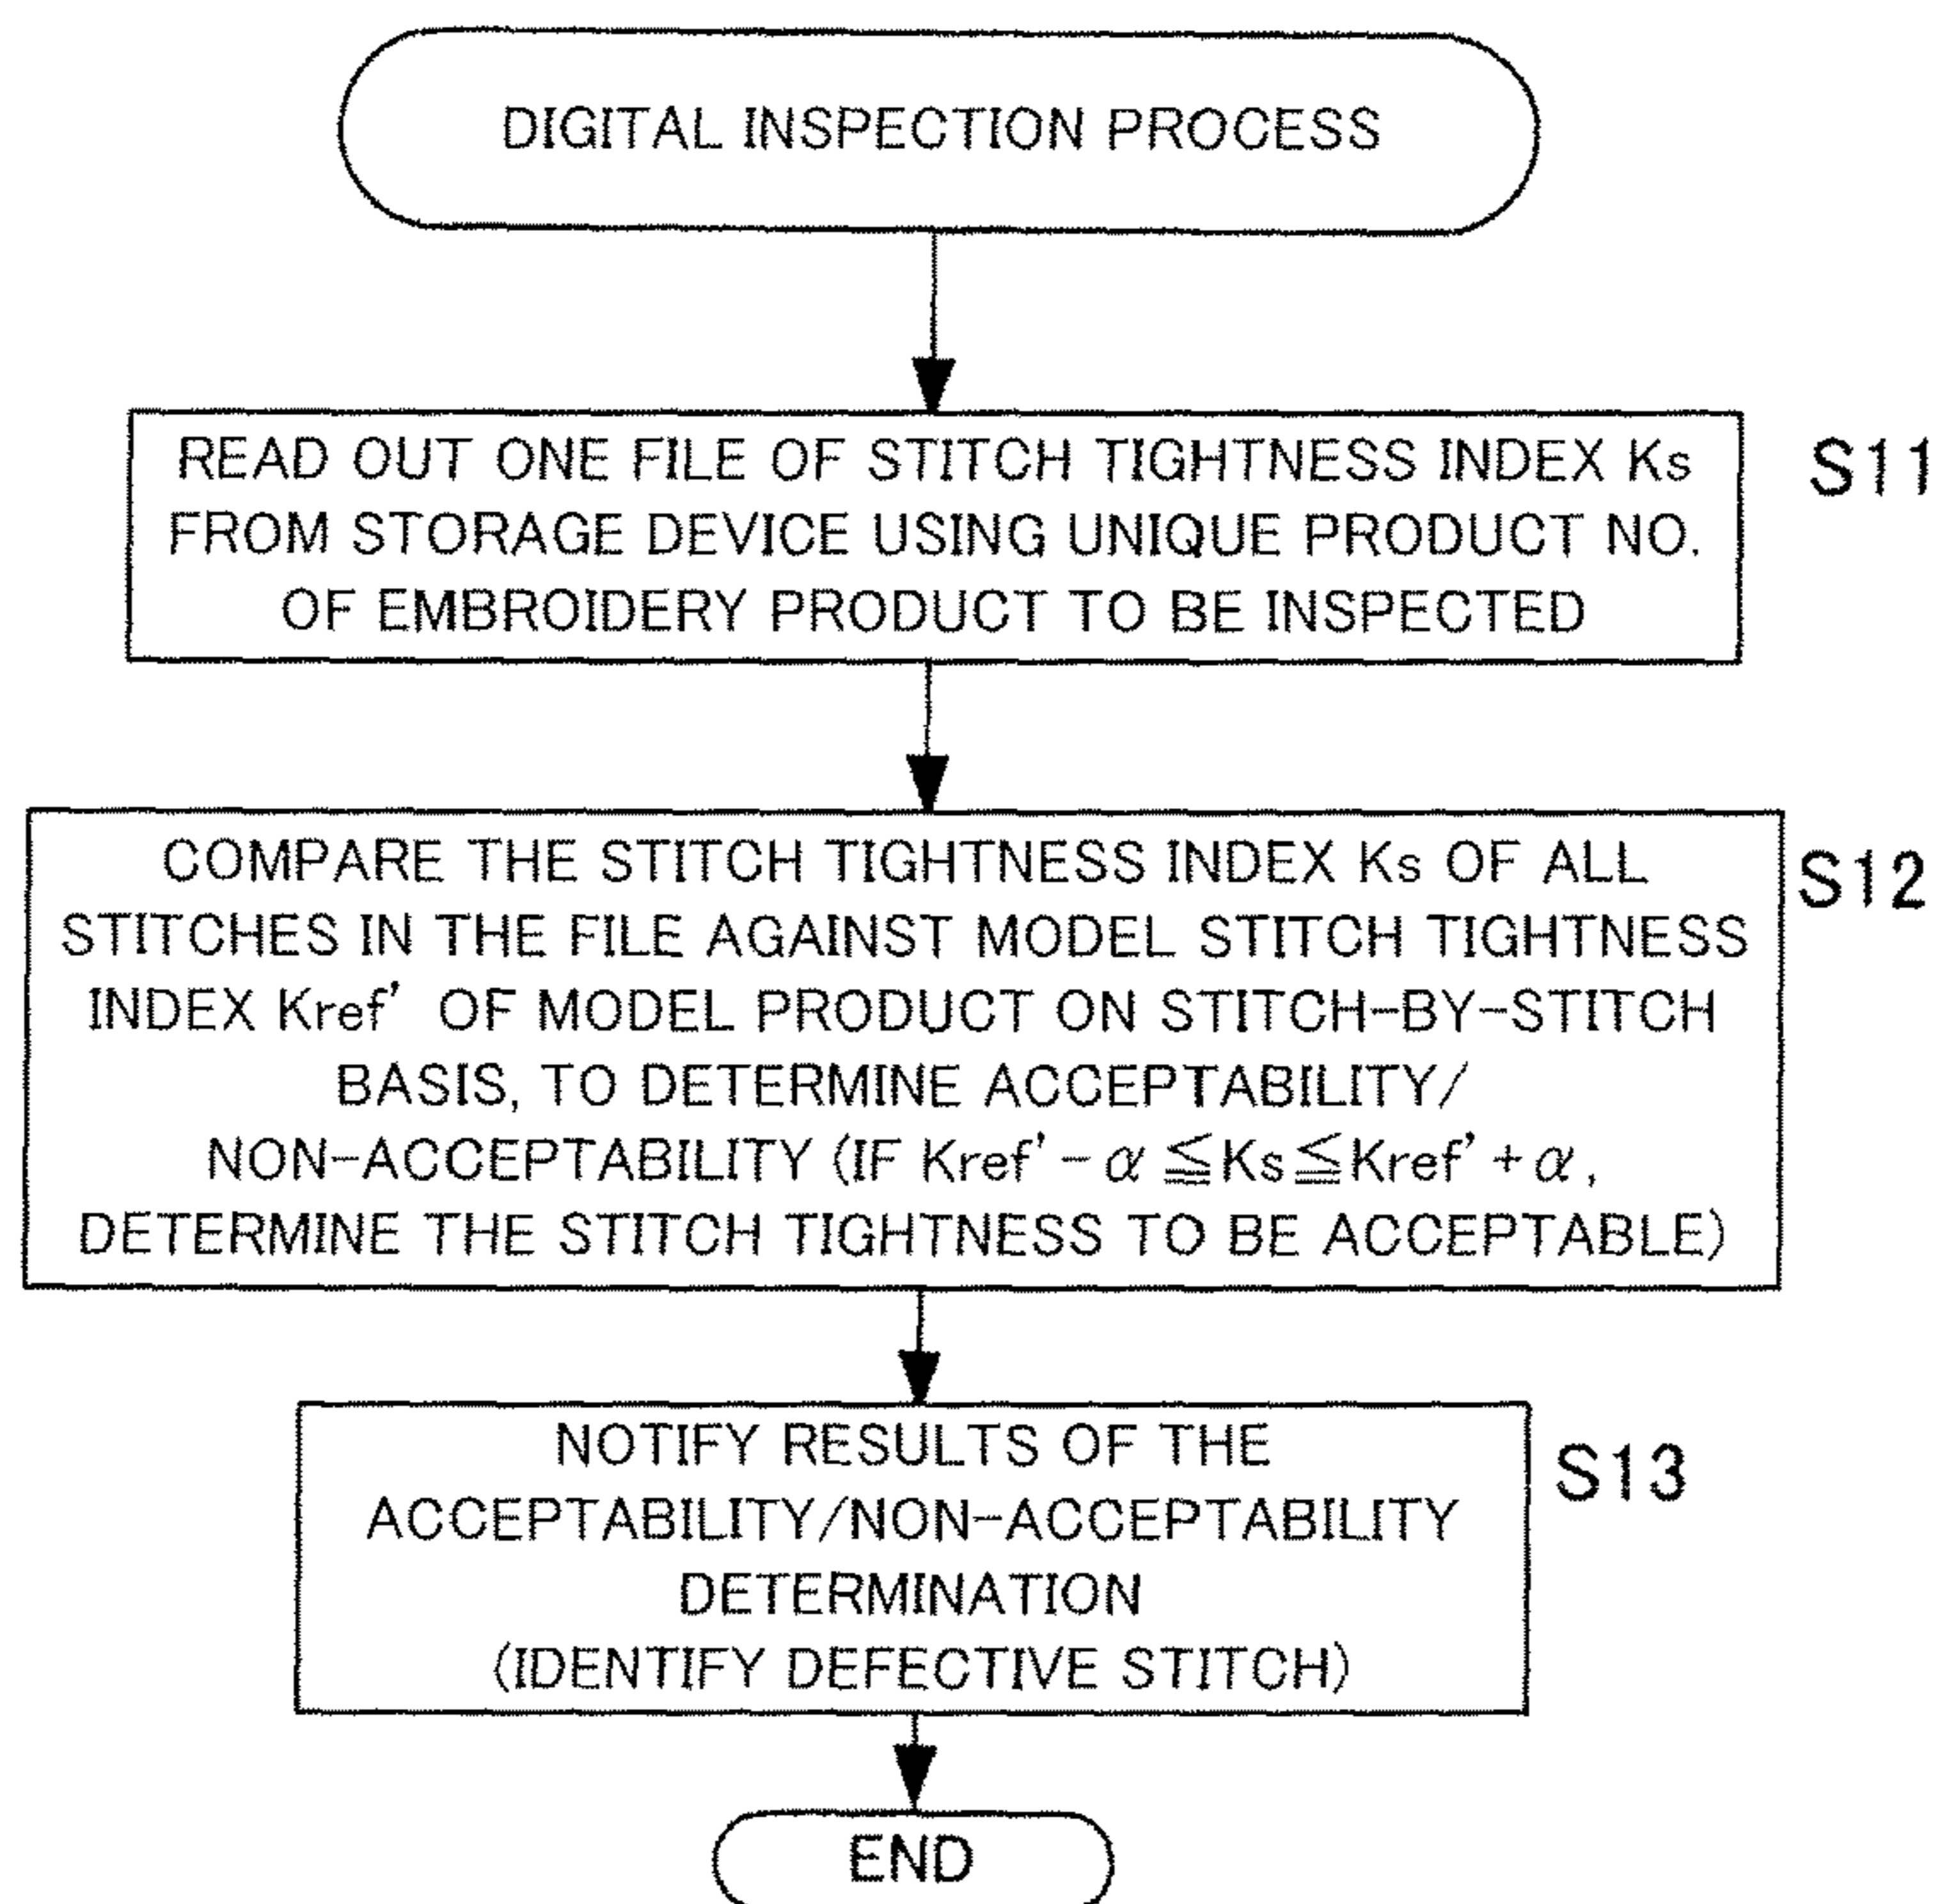 DIGITAL INSPECTION PROCESS
READ OUT ONE FILE OF STITCH TIGHTNESS INDEX Ks
FROM STORAGE DEVICE USING UNIQUE PRODUCT NO.
OF EMBROIDERY PRODUCT TO BE INSPECTED
S11
COMPARE THE STITCH TIGHTNESS INDEX Ks OF ALL
STITCHES IN THE FILE AGAINST MODEL STITCH TIGHTNESS
INDEX Kref' OF MODEL PRODUCT ON STITCH-BY-STITCH
BASIS, TO DETERMINE ACCEPTABILITY/
NON-ACCEPTABILITY (IF Kref' - α ≦ Ks ≦ Kref' + α,
DETERMINE THE STITCH TIGHTNESS TO BE ACCEPTABLE)
S12
NOTIFY RESULTS OF THE
ACCEPTABILITY/NON-ACCEPTABILITY
DETERMINATION
(IDENTIFY DEFECTIVE STITCH)
S13
END